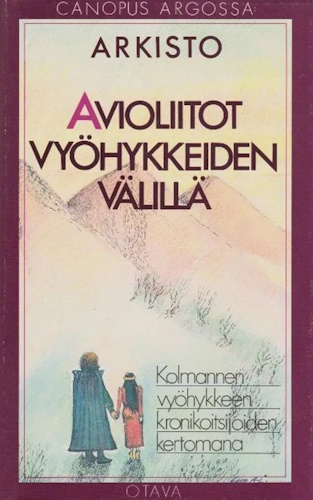 CANOPUS ARGOSSA:
ARKISTO
AVIOLIITOT
VYÖHYKKEIDEN
VÄLILLÄ
Kolmannen
vyöhykkeen
kronikoitsijoiden
kertomana
OTAVA